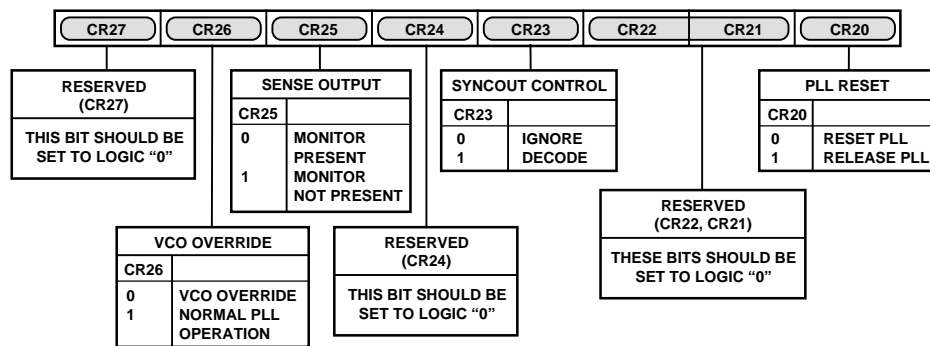 CR27 CR26 CR25 CR24 CR23 CR22 CR21 CR20
RESERVED
(CR27)
THIS BIT SHOULD BE
SET TO LOGIC “0”
SENSE OUTPUT
CR25
0 MONITOR
PRESENT
1 MONITOR
NOT PRESENT
SYNCOUT CONTROL
CR23
0 IGNORE
1 DECODE
PLL RESET
CR20
0 RESET PLL
1 RELEASE PLL
VCO OVERRIDE
CR26
0 VCO OVERRIDE
1 NORMAL PLL
OPERATION
RESERVED
(CR24)
THIS BIT SHOULD BE
SET TO LOGIC “0”
RESERVED
(CR22, CR21)
THESE BITS SHOULD BE
SET TO LOGIC “0”